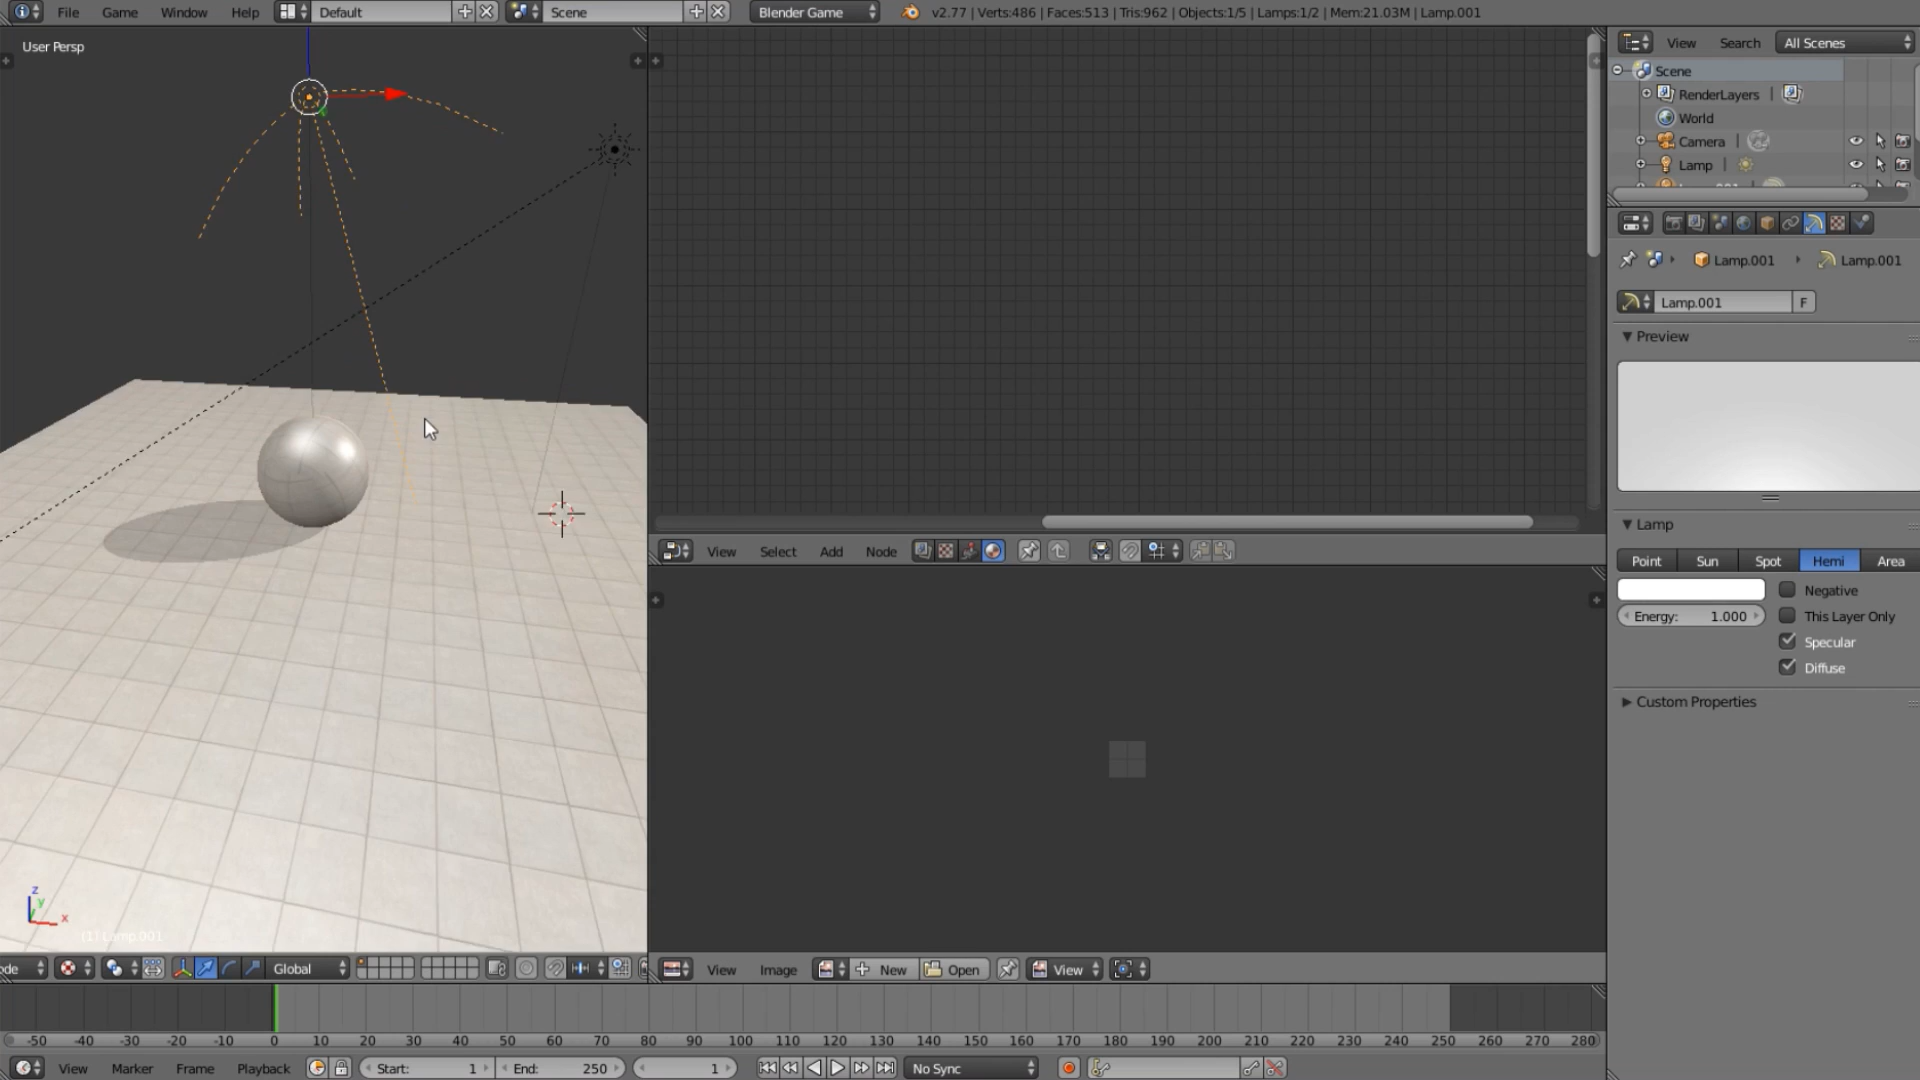 File Game Window Help Default Scene Blender Game v2.77 | Verts:486 | Faces:513 | Tris:962 | Objects:1/5 | Lamps:1/2 | Mem:21.03M | Lamp.001
User Persp
View Search All Scenes
Scene
RenderLayers
World
Camera
Lamp
Lamp.001 Lamp.001
Lamp.001 F
Preview
Lamp
Point Sun Spot Hemi Area
Negative
Energy: 1.000 This Layer Only
Specular
Diffuse
Custom Properties
View Select Add Node
z
y
x
(1) Lamp.001
ode Global
View Image New Open View
-50 -40 -30 -20 -10 0 10 20 30 40 50 60 70 80 90 100 110 120 130 140 150 160 170 180 190 200 210 220 230 240 250 260 270 280
View Marker Frame Playback Start: 1 End: 250 1 No Sync